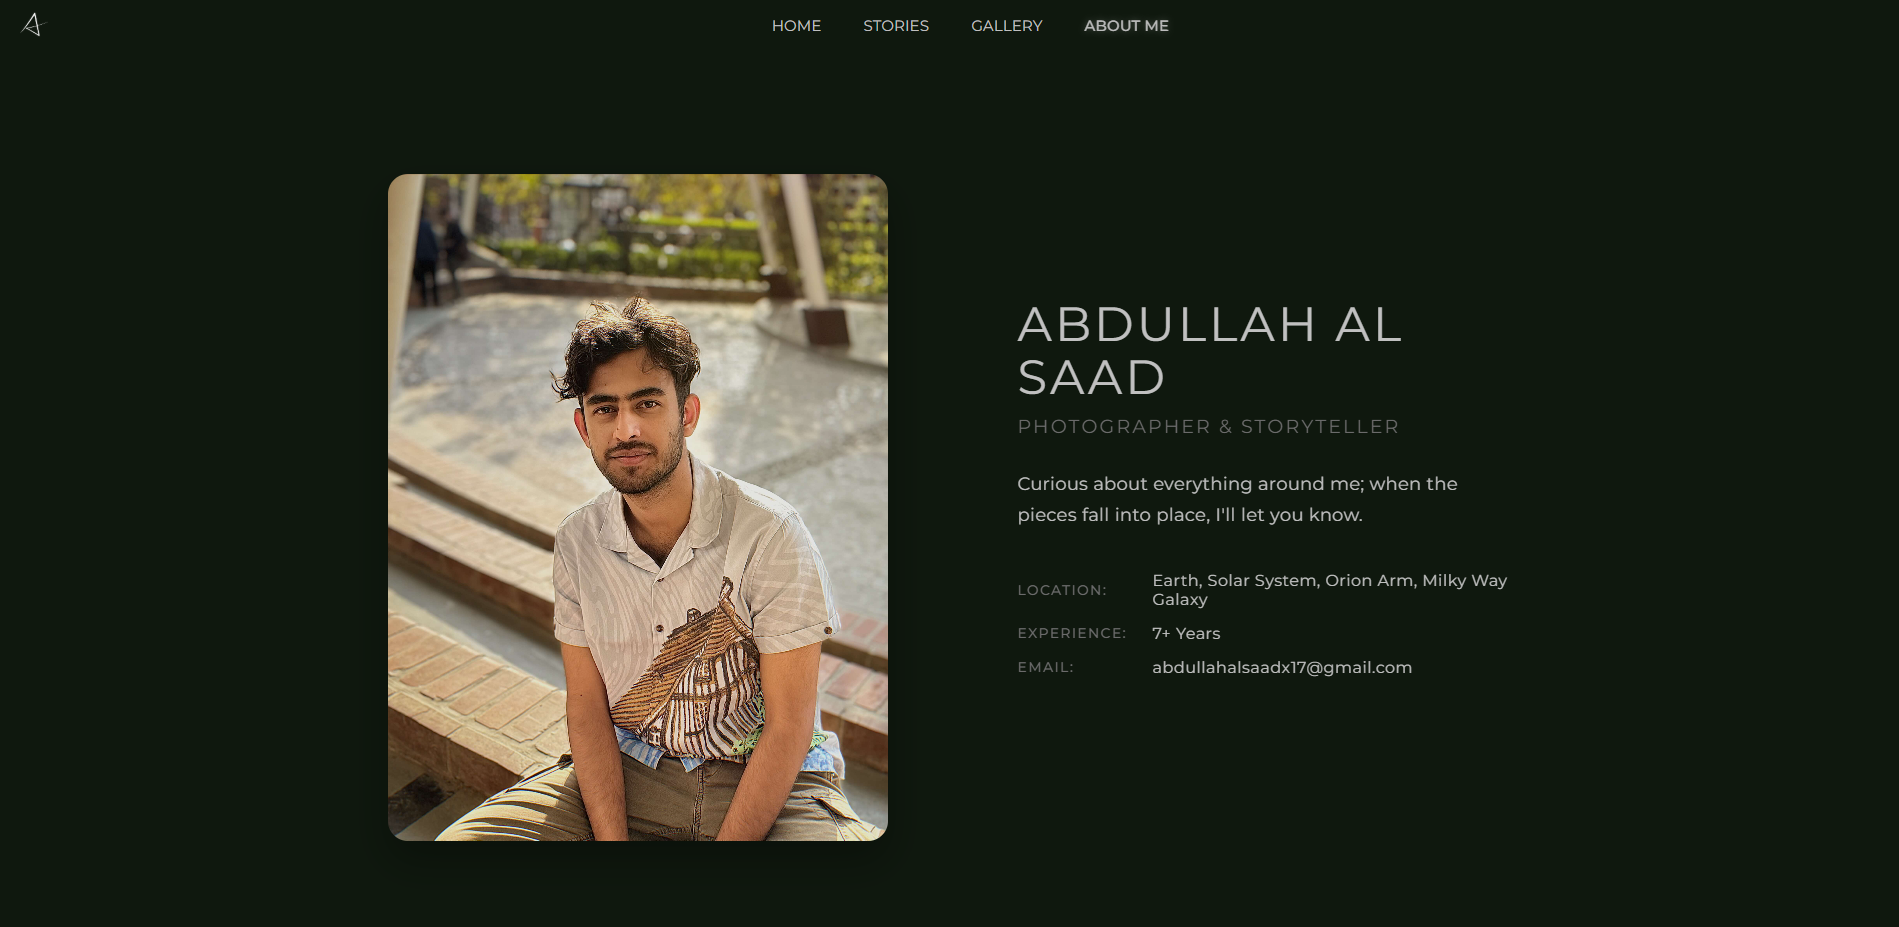 HOME STORIES GALLERY ABOUT ME
ABDULLAH AL
SAAD
PHOTOGRAPHER & STORYTELLER
Curious about everything around me; when the
pieces fall into place, I'll let you know.
LOCATION: Earth, Solar System, Orion Arm, Milky Way
Galaxy
EXPERIENCE: 7+ Years
EMAIL: abdullahalsaadx17@gmail.com